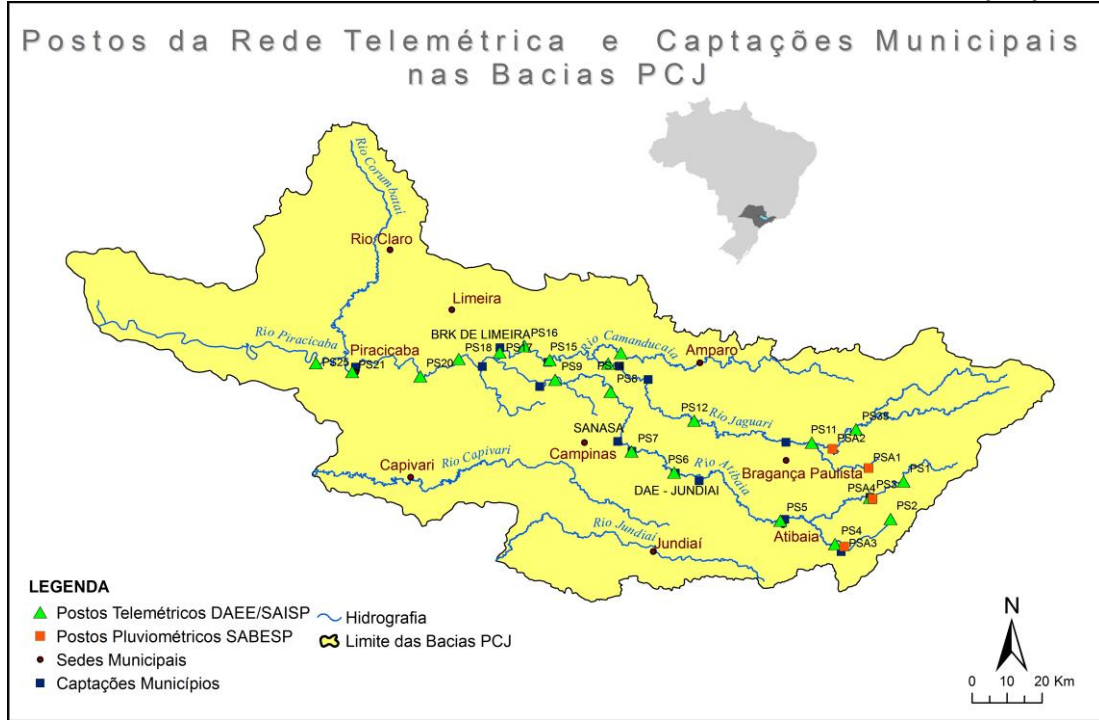 Postos da Rede Telemétrica e Captações Municipais
nas Bacias PCJ
Rio Corumbataí
Rio Claro
Limeira
BRK DE LIMEIRA
PS16
PS18
PS17
PS15
Rio Camanducaia
Amparo
Rio Piracicaba
Piracicaba
PS25
PS21
PS20
PS9
PS8
PS12
Rio Jaguari
PS35
PS11
PSA2
SANASA
Campinas
PS7
PS6
Rio Atibaia
Bragança Paulista
PSA1
PS1
PSA4
PS3
PS2
Capivari
Rio Capivari
DAE - JUNDIAI
PS5
Atibaia
PS4
PSA3
Rio Jundiaí
Jundiaí
LEGENDA
Postos Telemétricos DAEE/SAISP
Hidrografia
Postos Pluviométricos SABESP
Limite das Bacias PCJ
Sedes Municipais
Captações Municípios
N
0 10 20 Km